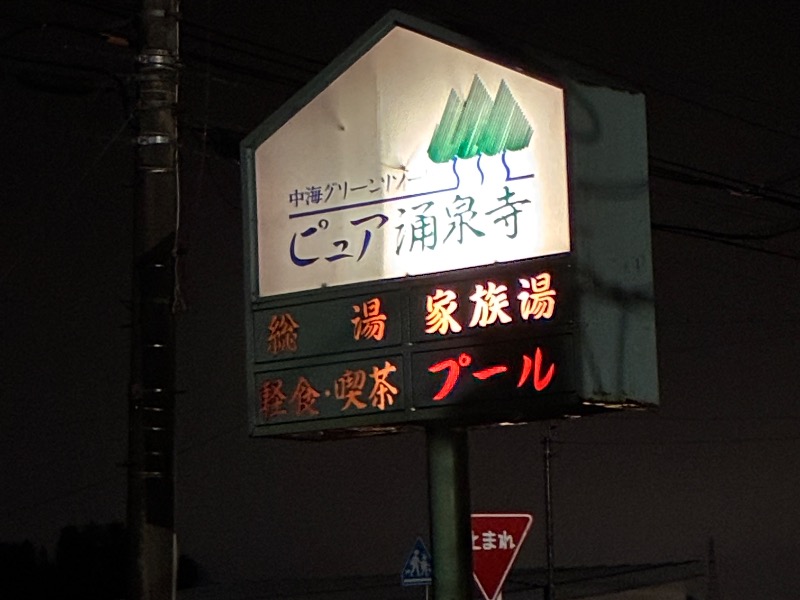 中海グリーンリゾート
ピュア涌泉寺
総湯 家族湯
軽食・喫茶 プール
止まれ